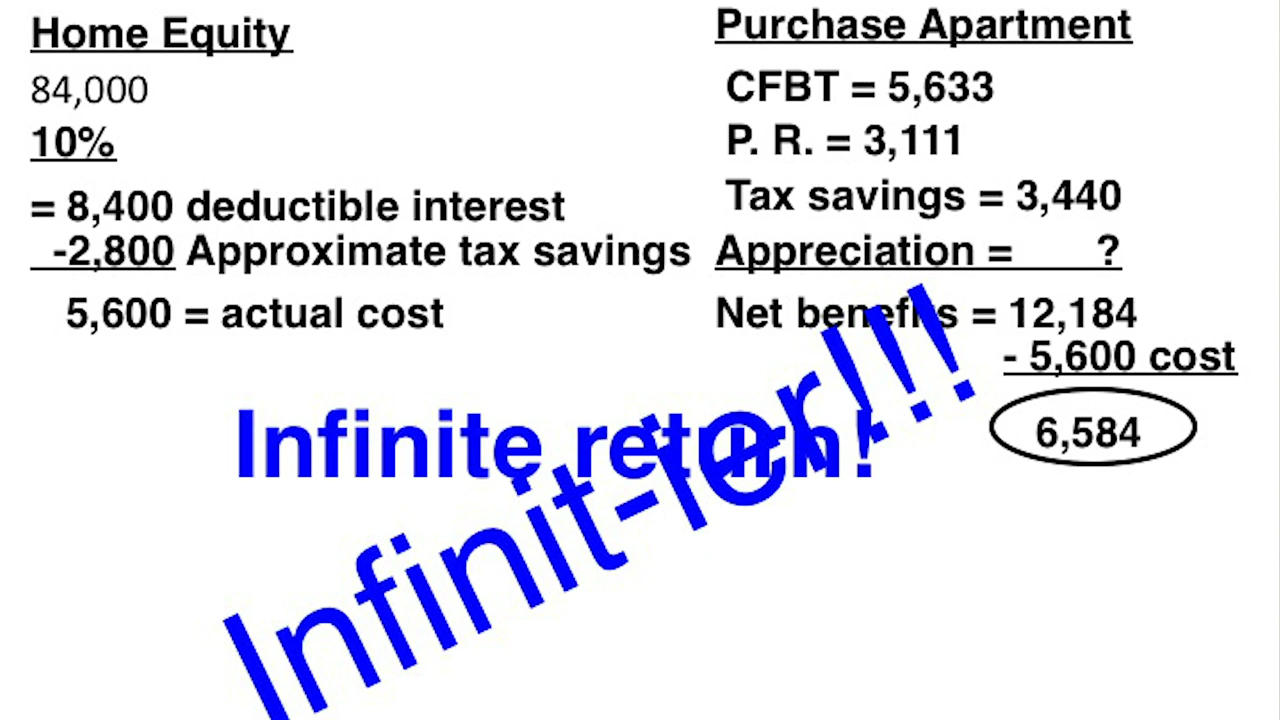 Home Equity
84,000
10%
= 8,400 deductible interest
-2,800 Approximate tax savings
5,600 = actual cost
Purchase Apartment
CFBT = 5,633
P. R. = 3,111
Tax savings = 3,440
Appreciation = ?
Net benefits = 12,184
- 5,600 cost
6,584
Infinite return!
Infinit-ier!!!